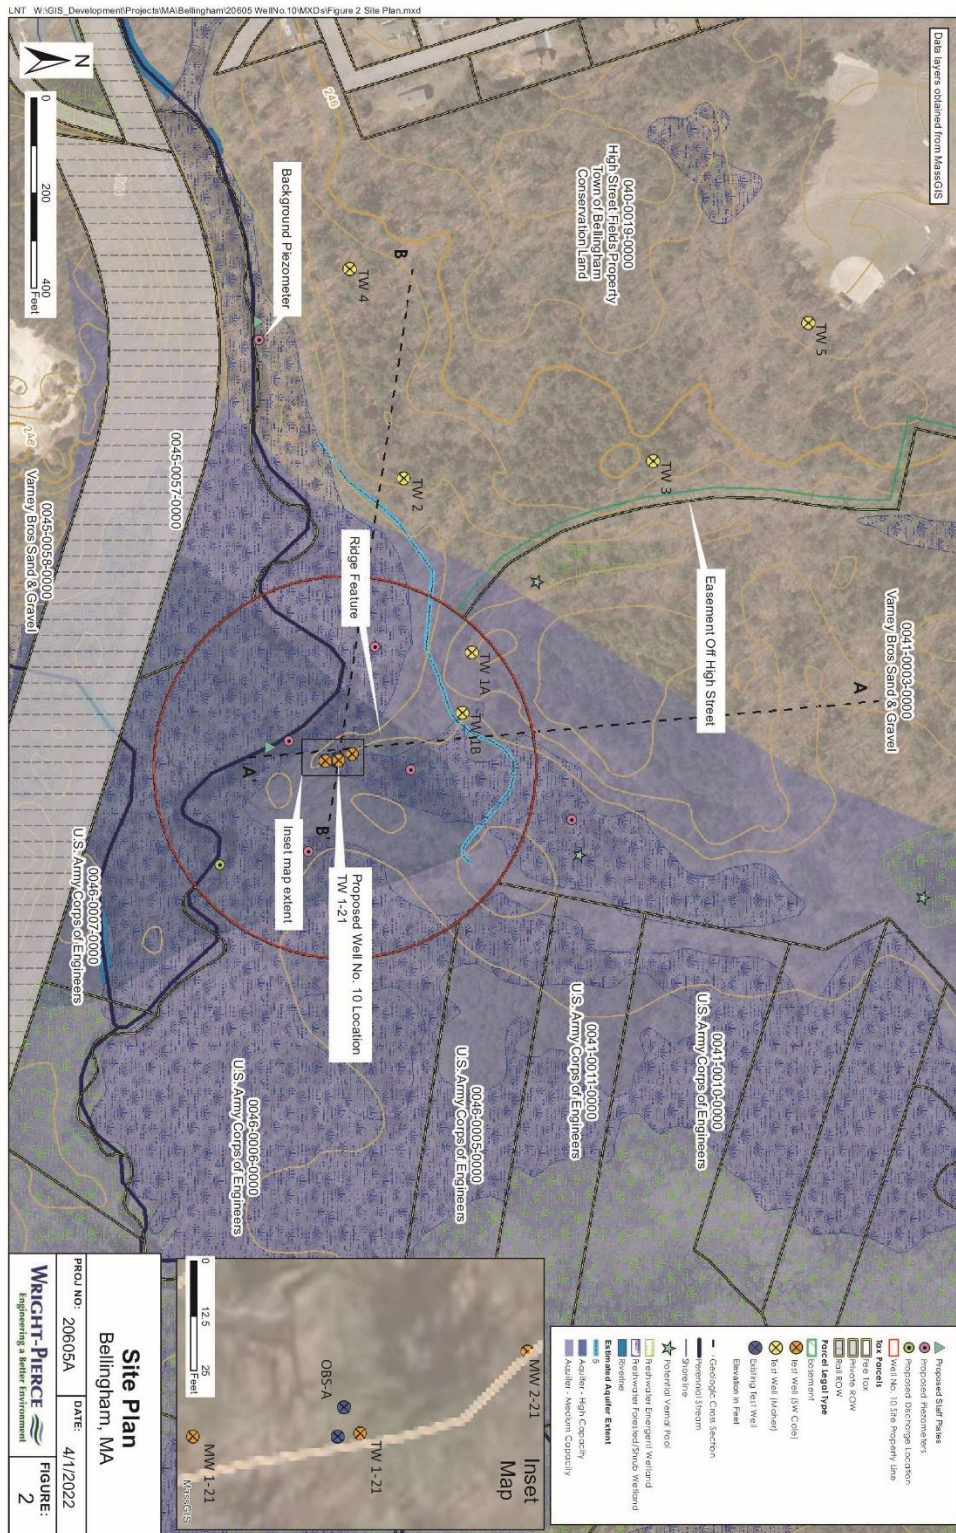 LNT W:\GIS_Development\Projects\MA\Bellingham\20605 WellNo.10\MXDs\Figure 2 Site Plan.mxd
Data layers obtained from MassGIS
N
0 200 400
Feet
246
040-0019-0000
High Street Fields Property
Town of Bellingham
Conservation Land
TW 5
TW 4
B
Background Piezometer
TW 3
TW 2
Easement Off High Street
0041-0003-0000
Varney Bros Sand & Gravel
A
Ridge Feature
TW 1A
TW 1B
0045-0057-0000
0045-0058-0000
Varney Bros Sand & Gravel
246
A'
B'
Inset map extent
Proposed Well No. 10 Location
TW 1-21
0046-0007-0000
U.S. Army Corps of Engineers
0041-0010-0000
U.S. Army Corps of Engineers
0041-0011-0000
U.S. Army Corps of Engineers
0046-0005-0000
U.S. Army Corps of Engineers
0046-0006-0000
U.S. Army Corps of Engineers
Proposed Staff Plates
Proposed Piezometers
Proposed Discharge Location
Well No. 10 Site Property Line
Tax Parcels
Fee Tax
Private ROW
Rail ROW
Parcel Legal Type
Easement
Test Well (SW Cole)
Test Well (Maher)
Existing Test Well
Elevation in Feet
Geologic Cross Section
Perennial Stream
Shoreline
Potential Vernal Pool
Freshwater Emergent Wetland
Freshwater Forested/Shrub Wetland
Riverine
Estimated Aquifer Extent
5
Aquifer - High Capacity
Aquifer - Medium Capacity
Inset
Map
MW 2-21
OBS-A
TW 1-21
MW 1-21
0 12.5 25
Feet
Site Plan
Bellingham, MA
PROJ NO: 20605A DATE: 4/1/2022
WRIGHT-PIERCE
Engineering a Better Environment
FIGURE:
2